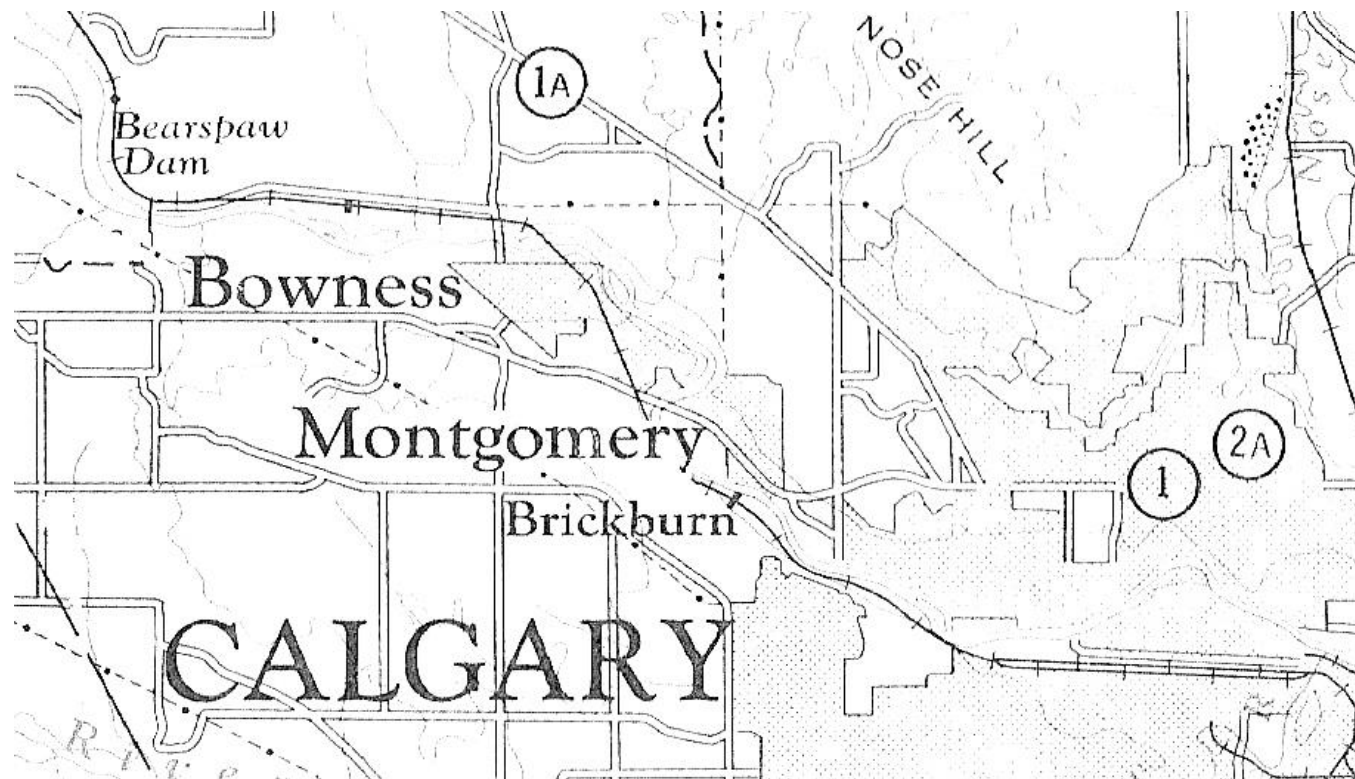 1A
NOSE HILL
Bearspaw
Dam
Bowness
Montgomery
2A
1
Brickburn
CALGARY